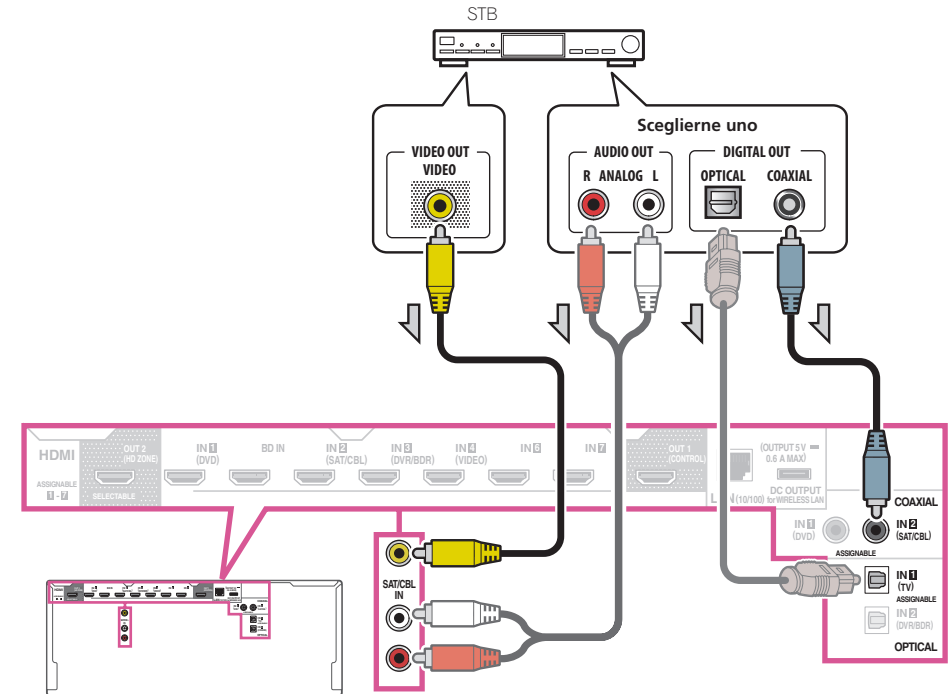 STB
Sceglierne uno
VIDEO OUT
VIDEO
AUDIO OUT
R ANALOG L
DIGITAL OUT
OPTICAL
COAXIAL
HDMI
ASSIGNABLE
1 - 7
OUT 2
(HD ZONE)
SELECTABLE
IN 1
(DVD)
BD IN
IN 2
(SAT/CBL)
IN 3
(DVR/BDR)
IN 4
(VIDEO)
IN 6
IN 7
OUT 1
(CONTROL)
(10/100)
(OUTPUT 5 V
0.6 A MAX)
DC OUTPUT
for WIRELESS LAN
COAXIAL
IN 1
(DVD)
IN 2
(SAT/CBL)
ASSIGNABLE
IN 1
(TV)
ASSIGNABLE
IN 2
(DVR/BDR)
OPTICAL
SAT/CBL
IN